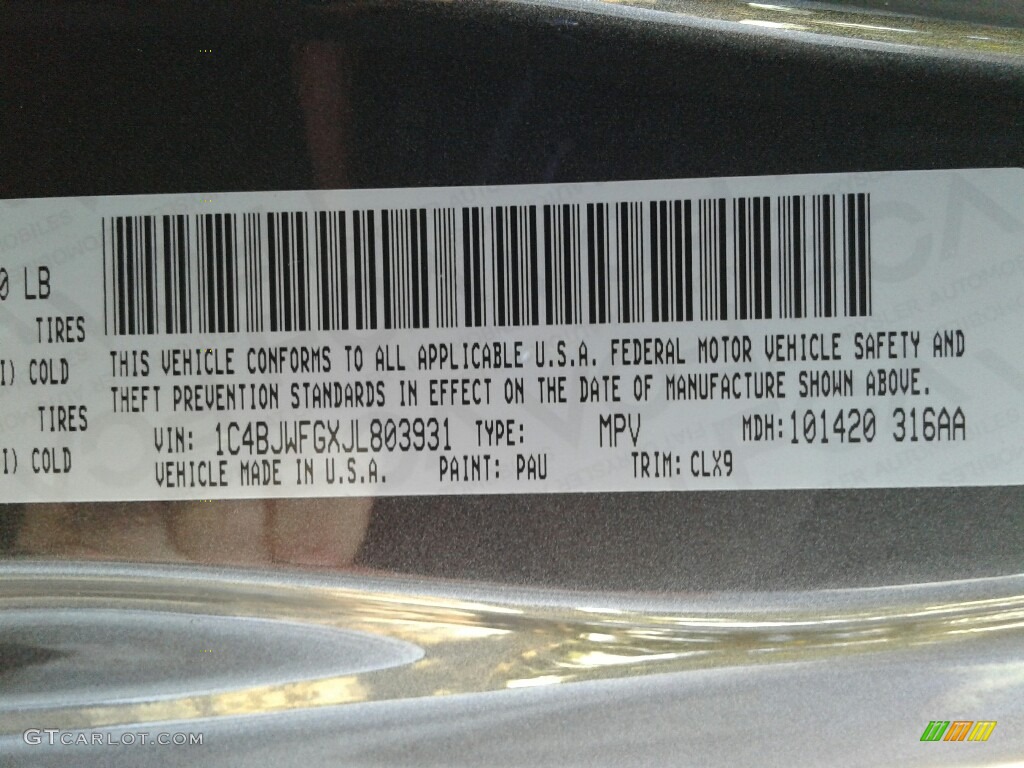 0 LB
TIRES
I) COLD
TIRES
I) COLD
THIS VEHICLE CONFORMS TO ALL APPLICABLE U.S.A. FEDERAL MOTOR VEHICLE SAFETY AND
THEFT PREVENTION STANDARDS IN EFFECT ON THE DATE OF MANUFACTURE SHOWN ABOVE.
VIN: 1C4BJWFGXJL803931 TYPE: MPV MDH: 101420 316AA
VEHICLE MADE IN U.S.A. PAINT: PAU TRIM: CLX9
GTCARLOT.COM